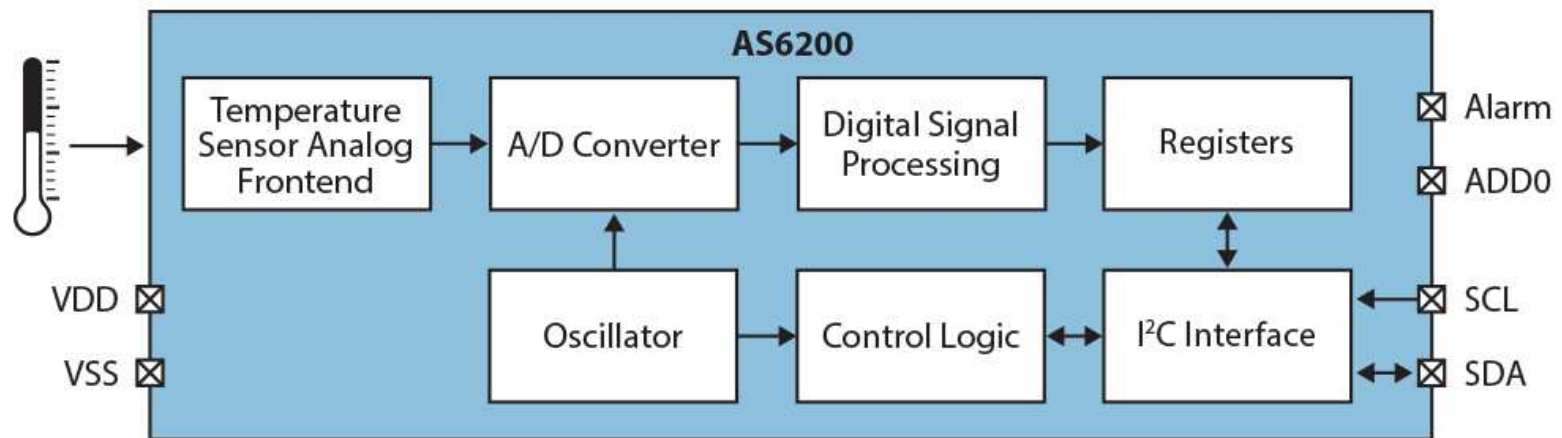 AS6200
Temperature
Sensor Analog
Frontend
A/D Converter
Digital Signal
Processing
Registers
Alarm
ADD0
VDD
VSS
Oscillator
Control Logic
I²C Interface
SCL
SDA